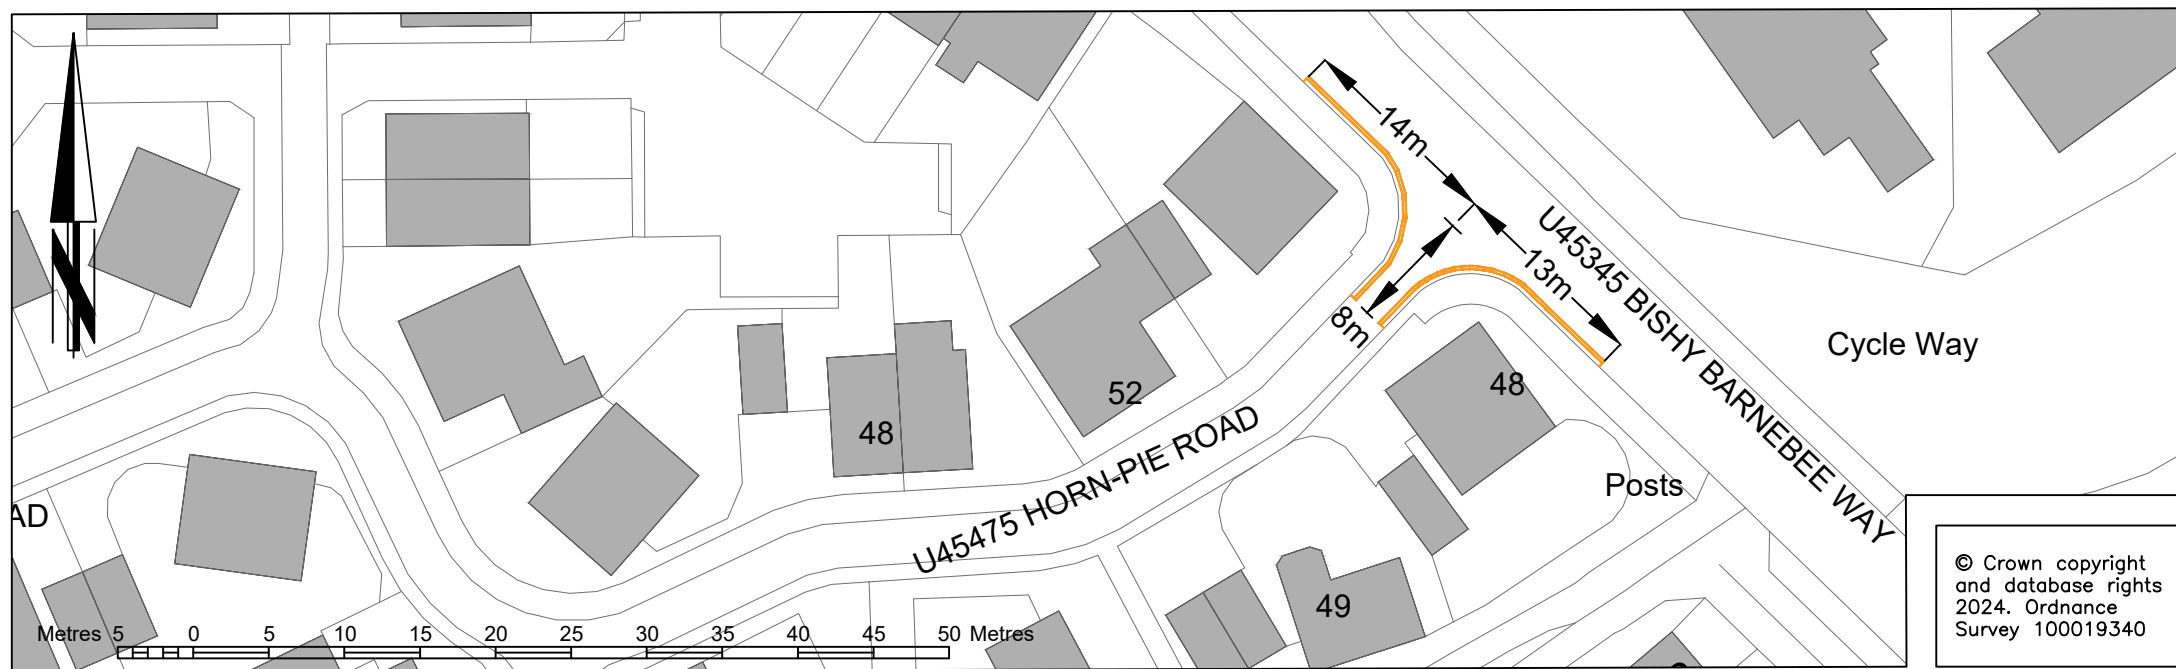 14m
13m
8m
U45345 BISHY BARNEBEE WAY
Cycle Way
52
48
48
U45475 HORN-PIE ROAD
Posts
AD
49
Metres 5 0 5 10 15 20 25 30 35 40 45 50 Metres
© Crown copyright
and database rights
2024. Ordnance
Survey 100019340
N